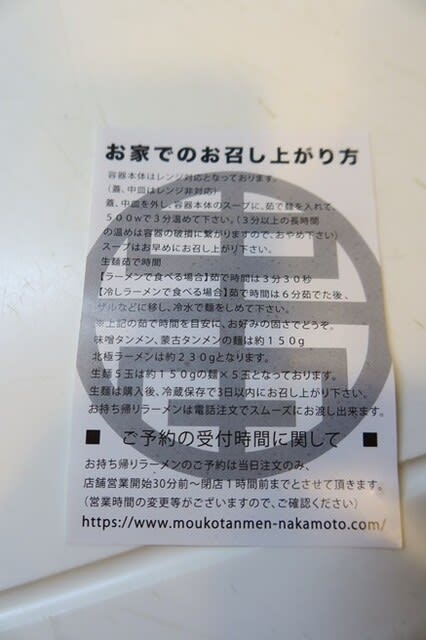 お家でのお召し上がり方
容器本体はレンジ対応となっております。
(蓋、中皿はレンジ非対応)
蓋、中皿を外し、容器本体のスープに、茹で麺を入れて、
500wで3分温めて下さい。(3分以上の長時間
の温めは容器の破損に繋がりますので、おやめ下さい)
スープはお早めにお召し上がり下さい。
生麺茹で時間
【ラーメンで食べる場合】茹で時間は3分30秒
【冷しラーメンで食べる場合】茹で時間は6分茹でた後、
ザルなどに移し、冷水で麺をしめて下さい。
※上記の茹で時間を目安に、お好みの固さでどうぞ。
味噌タンメン、蒙古タンメンの麺は約150g
北極ラーメンは約230gとなります。
生麺5玉は約150gの麺×5玉となっております。
生麺は購入後、冷蔵保存で3日以内にお召し上がり下さい。
お持ち帰りラーメンは電話注文でスムーズにお渡し出来ます。
■ ご予約の受付時間に関して ■
お持ち帰りラーメンのご予約は当日注文のみ、
店舗営業開始30分前〜閉店1時間前までとさせて頂きます。
(営業時間の変更等がございますので、ご確認ください)
https://www.moukotanmen-nakamoto.com/